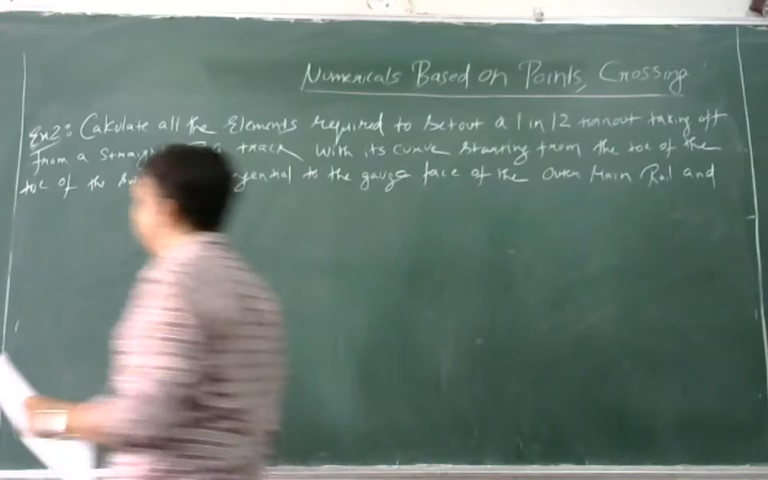 Numericals Based on Points, Crossing
Ex2: Calculate all the Elements required to setout a 1 in 12 turnout taking off
from a track, with its curve starting from the toe of the
toe of the to the gauge face of the Outer Main Rail and